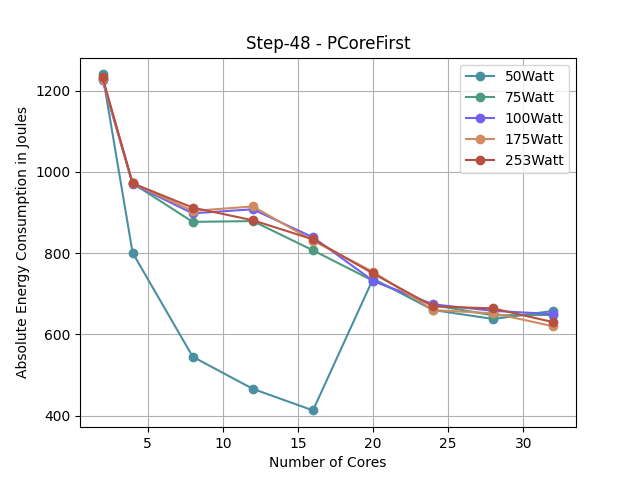 Step-48 - PCoreFirst
50Watt
75Watt
100Watt
175Watt
253Watt
Absolute Energy Consumption in Joules
1200
1000
800
600
400
5 10 15 20 25 30
Number of Cores